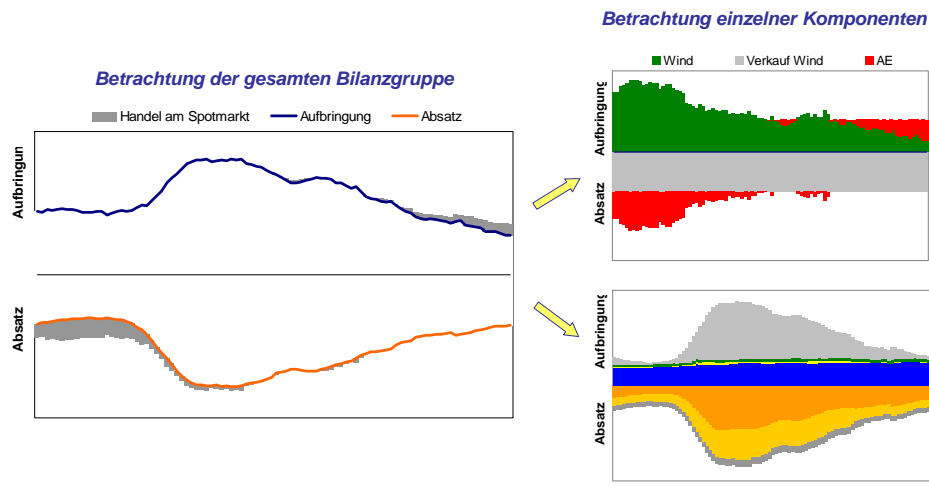 Betrachtung einzelner Komponenten
Wind Verkauf Wind AE
Aufbringung
Absatz
Betrachtung der gesamten Bilanzgruppe
Handel am Spotmarkt Aufbringung Absatz
Aufbringun
Absatz
Aufbringung
Absatz